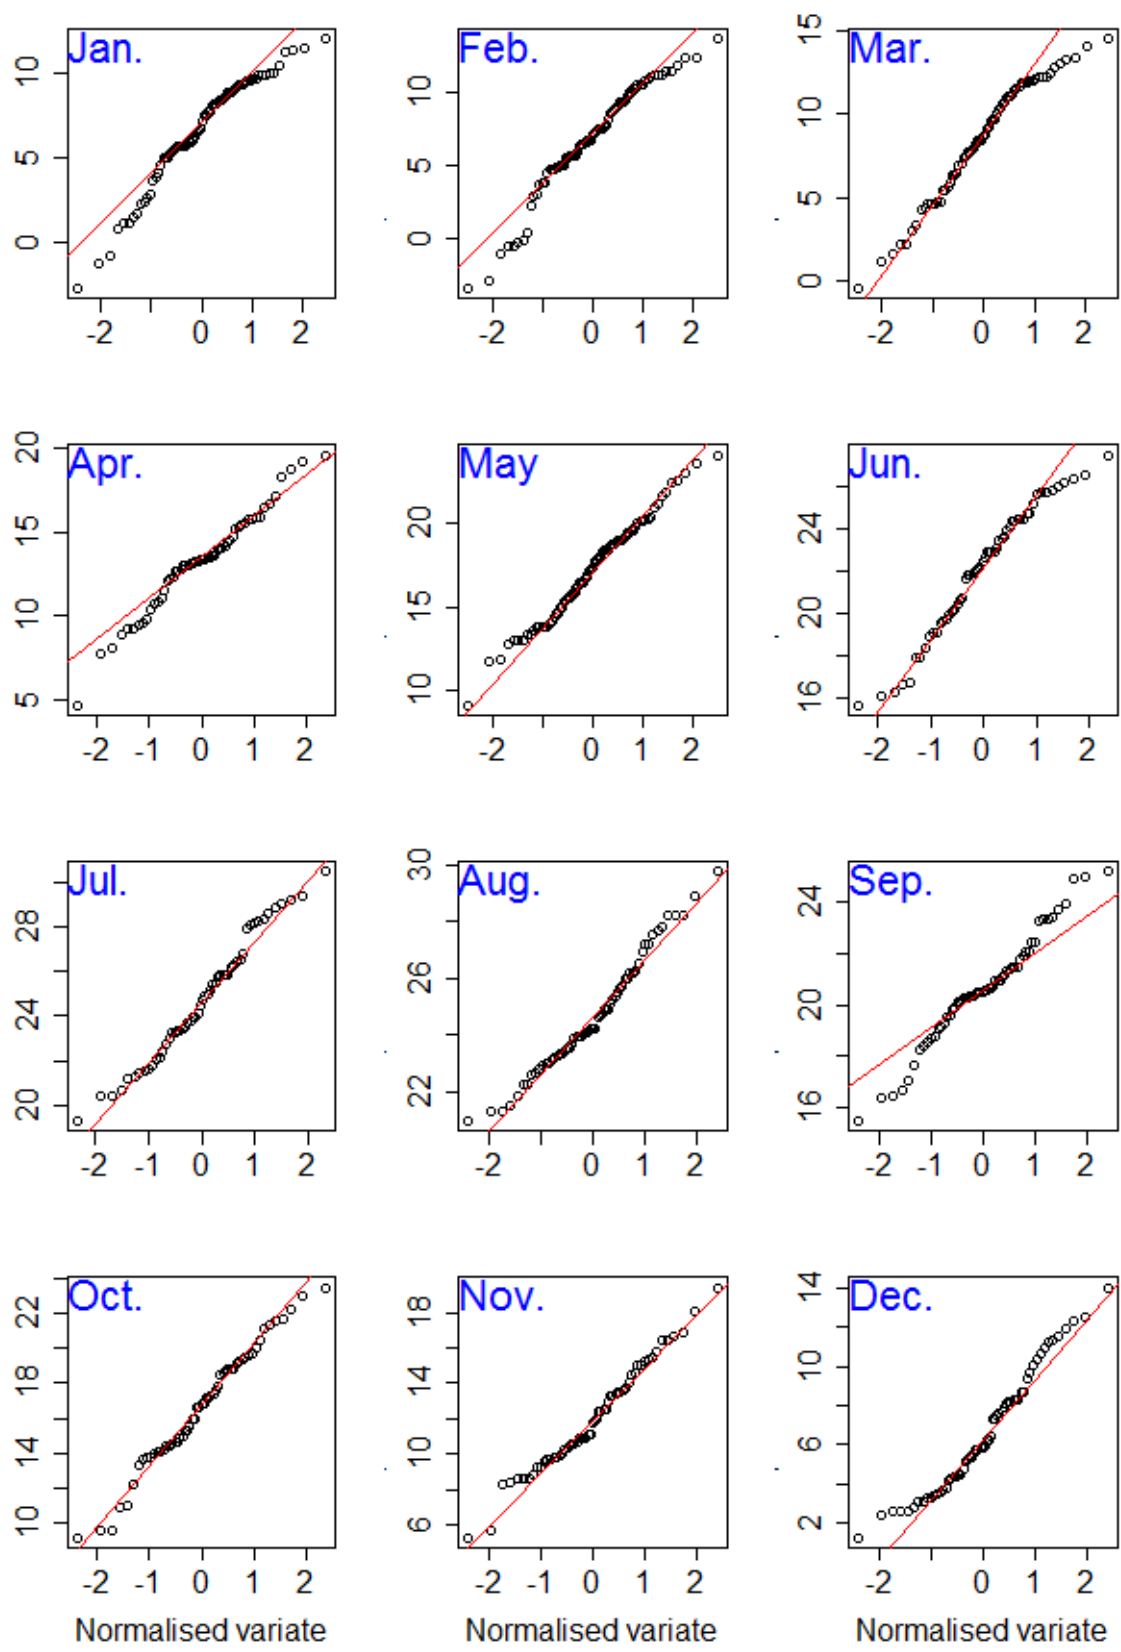 Jan. Feb. Mar.
10 5 0
10 5 0
15 10 5 0
-2 0 1 2
-2 0 1 2
-2 0 1 2
Apr. May Jun.
20 15 10 5
20 15 10
24 20 16
-2 -1 0 1 2
-2 0 1 2
-2 0 1 2
Jul. Aug. Sep.
28 24 20
30 26 22
24 20 16
-2 -1 0 1 2
-2 0 1 2
-2 0 1 2
Oct. Nov. Dec.
22 18 14 10
18 14 10 6
14 10 6 2
-2 -1 0 1 2
-2 0 1 2
-2 0 1 2
Normalised variate Normalised variate Normalised variate